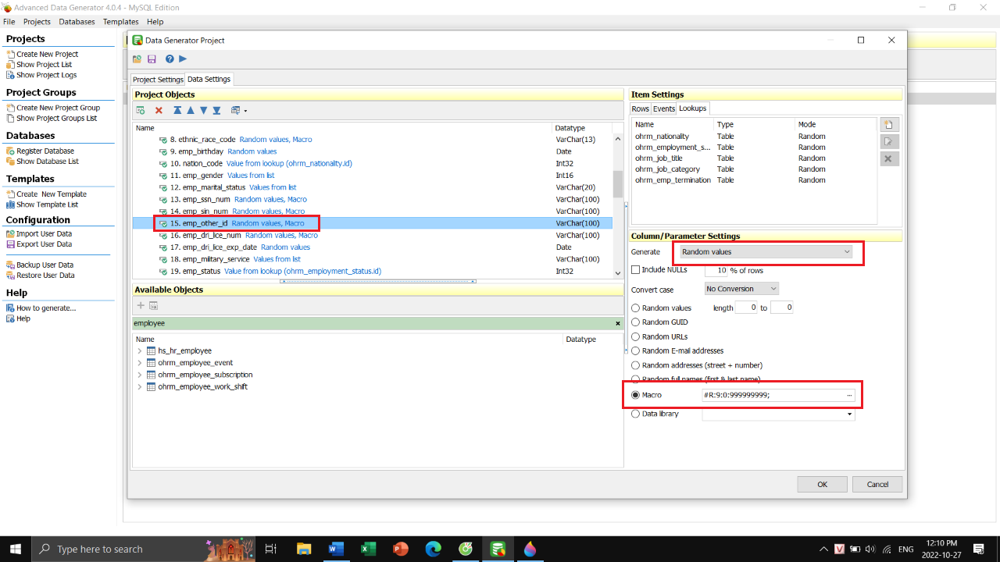 Advanced Data Generator 4.0.4 - MySQL Edition
File Projects Databases Templates Help
Projects
Create New Project
Show Project List
Show Project Logs
Project Groups
Create New Project Group
Show Project Groups List
Databases
Register Database
Show Database List
Templates
Create New Template
Show Template List
Configuration
Import User Data
Export User Data
Backup User Data
Restore User Data
Help
How to generate...
Help
Data Generator Project
Project Settings Data Settings
Project Objects
Name Datatype
8. ethnic_race_code Random values, Macro VarChar(13)
9. emp_birthday Random values Date
10. nation_code Value from lookup (ohrm_nationality.id) Int32
11. emp_gender Values from list Int16
12. emp_marital_status Values from list VarChar(20)
13. emp_ssn_num Random values, Macro VarChar(100)
14. emp_sin_num Random values, Macro VarChar(100)
15. emp_other_id Random values, Macro VarChar(100)
16. emp_dri_lice_num Random values, Macro VarChar(100)
17. emp_dri_lice_exp_date Random values Date
18. emp_military_service Values from list VarChar(100)
19. emp_status Value from lookup (ohrm_employment_status.id) Int32
Available Objects
employee
Name Datatype
hs_hr_employee
ohrm_employee_event
ohrm_employee_subscription
ohrm_employee_work_shift
Item Settings
Rows Events Lookups
Name Type Mode
ohrm_nationality Table Random
ohrm_employment_s... Table Random
ohrm_job_title Table Random
ohrm_job_category Table Random
ohrm_emp_termination Table Random
Column/Parameter Settings
Generate Random values
Include NULLs 10 % of rows
Convert case No Conversion
Random values length 0 to 0
Random GUID
Random URLs
Random E-mail addresses
Random addresses (street + number)
Random full names (first & last name)
Macro #R:9:0:999999999; ...
Data library
OK Cancel
Type here to search
ENG
12:10 PM
2022-10-27